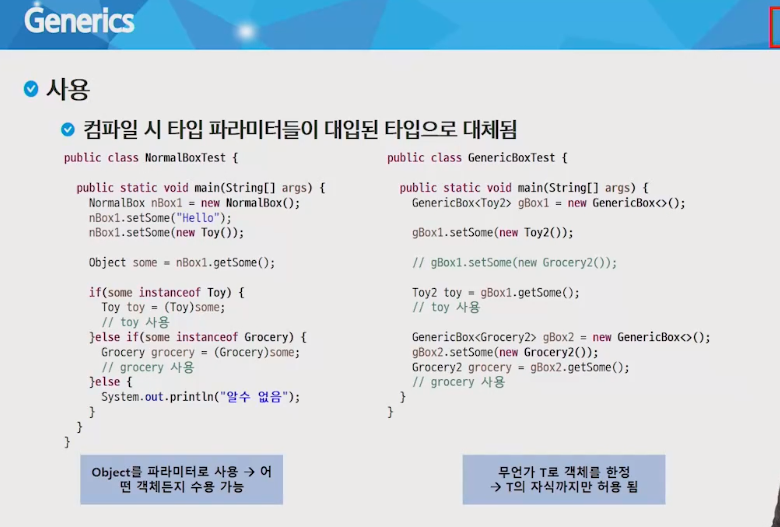 Generics
사용
컴파일 시 타입 파라미터들이 대입된 타입으로 대체됨
public class NormalBoxTest {
public static void main(String[] args) {
NormalBox nBox1 = new NormalBox();
nBox1.setSome("Hello");
nBox1.setSome(new Toy());
Object some = nBox1.getSome();
if(some instanceof Toy) {
Toy toy = (Toy)some;
// toy 사용
}else if(some instanceof Grocery) {
Grocery grocery = (Grocery)some;
// grocery 사용
}else {
System.out.println("알수 없음");
}
}
}
Object를 파라미터로 사용 → 어
떤 객체든지 수용 가능
public class GenericBoxTest {
public static void main(String[] args) {
GenericBox<Toy2> gBox1 = new GenericBox<>();
gBox1.setSome(new Toy2());
// gBox1.setSome(new Grocery2());
Toy2 toy = gBox1.getSome();
// toy 사용
GenericBox<Grocery2> gBox2 = new GenericBox<>();
gBox2.setSome(new Grocery2());
Grocery2 grocery = gBox2.getSome();
// grocery 사용
}
}
무언가 T로 객체를 한정
→ T의 자식까지만 허용 됨